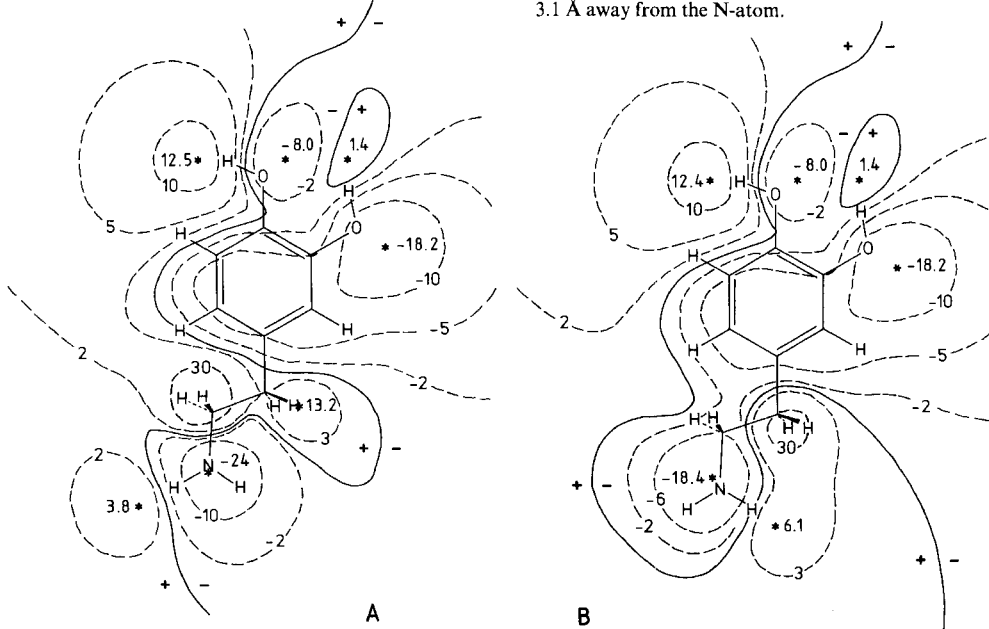 3.1 Å away from the N-atom.
+ -
+ -
- +
- +
12.5 *
H
- 8.0
*
1.4
*
12.4 *
H
- 8.0
*
1.4
*
10
O
-2
H
10
O
-2
H
5
H
O
* -18.2
5
H
O
* -18.2
-10
-10
H
H
-5
2
H
H
-5
2
30
-2
-2
H H
H H
* 13.2
H H
H H
3
30
+ -
2
N
*
-24
-18.4 *
N
+ -
H
H
-6
H
H
3.8 *
-10
-2
* 6.1
-2
3
+ -
+ -
A
B